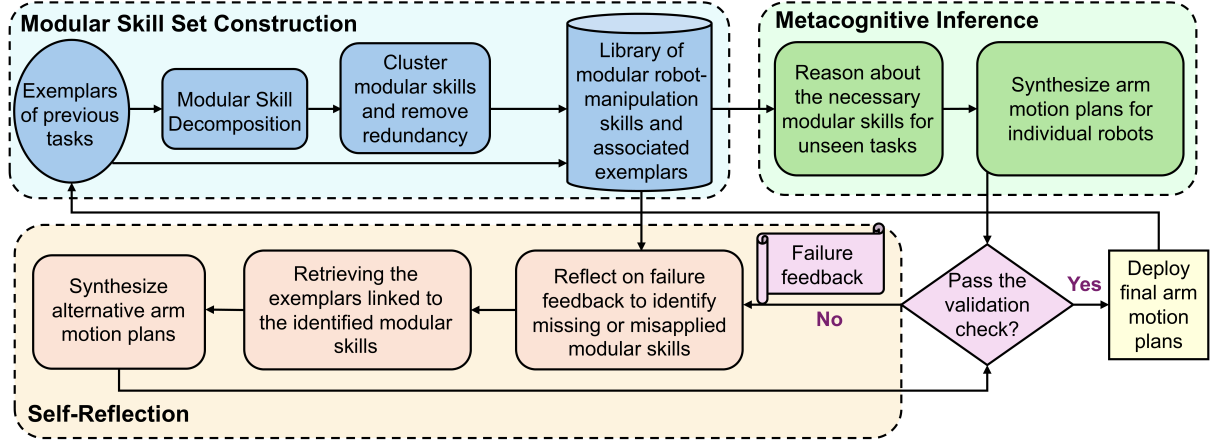 Modular Skill Set Construction
Exemplars
of previous
tasks
Modular Skill
Decomposition
Cluster
modular skills
and remove
redundancy
Library of
modular robot-
manipulation
skills and
associated
exemplars
Metacognitive Inference
Reason about
the necessary
modular skills for
unseen tasks
Synthesize arm
motion plans for
individual robots
Pass the
validation
check?
Yes
Deploy
final arm
motion
plans
No
Failure
feedback
Reflect on failure
feedback to identify
missing or misapplied
modular skills
Retrieving the
exemplars linked to
the identified modular
skills
Synthesize
alternative arm
motion plans
Self-Reflection